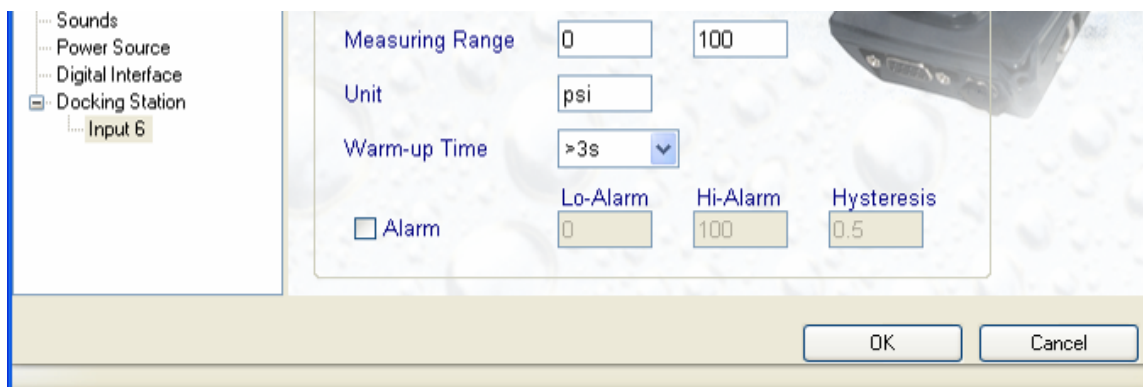 Sounds
Power Source
Digital Interface
Docking Station
Input 6
Measuring Range 0 100
Unit psi
Warm-up Time >3s
Lo-Alarm Hi-Alarm Hysteresis
Alarm 0 100 0.5
OK Cancel